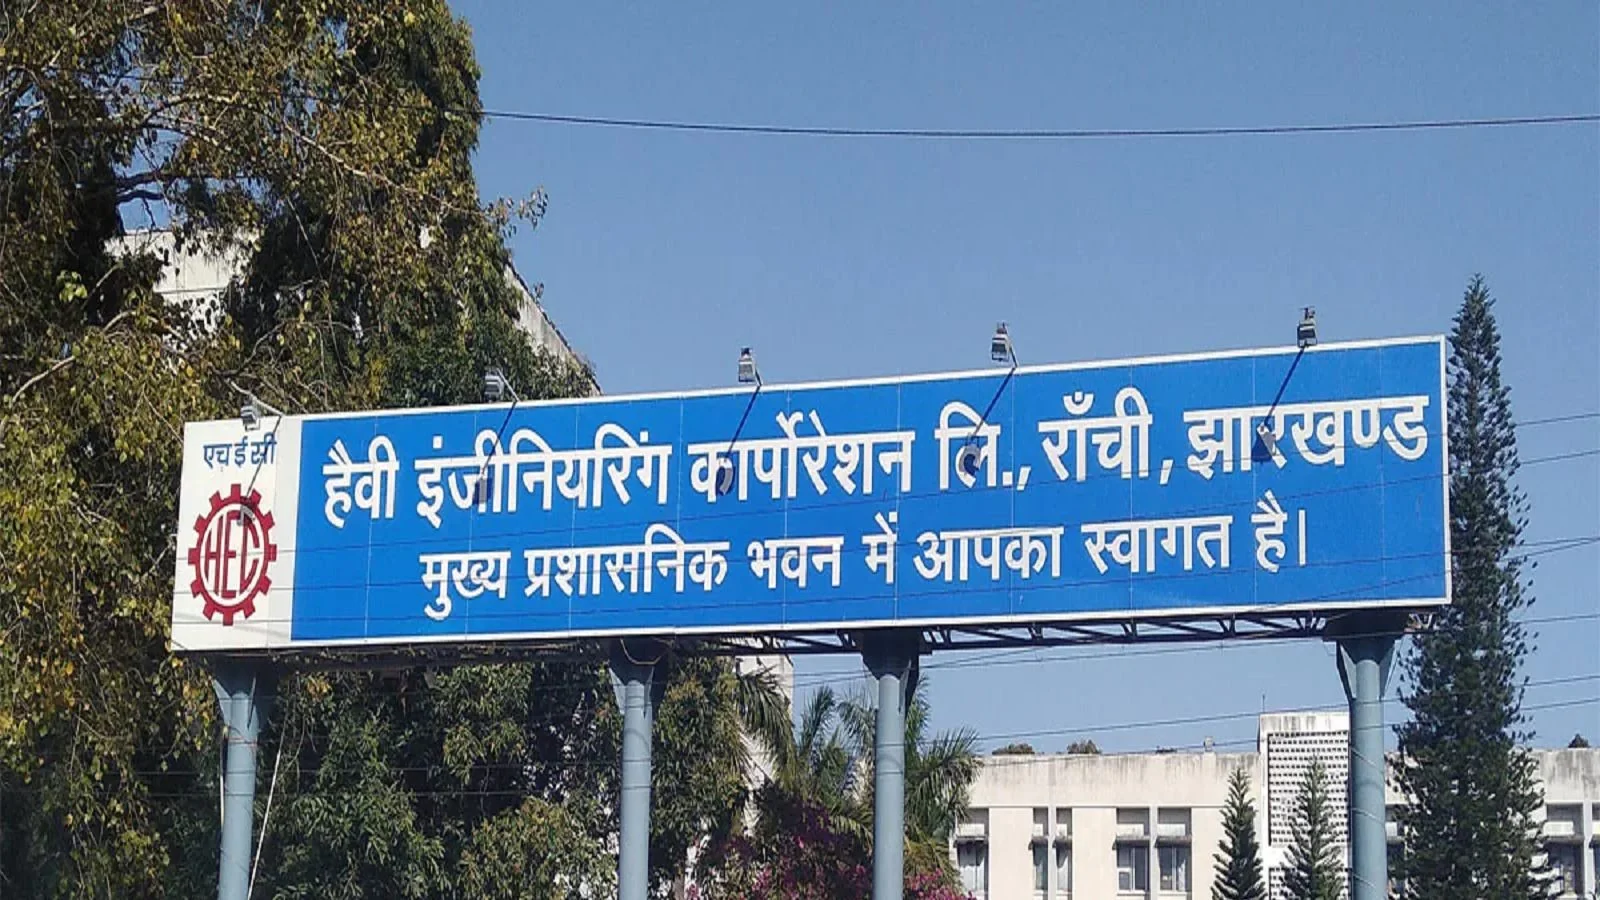 एचईसी
HEC
हैवी इंजीनियरिंग कार्पोरेशन लि., राँची, झारखण्ड
मुख्य प्रशासनिक भवन में आपका स्वागत है।